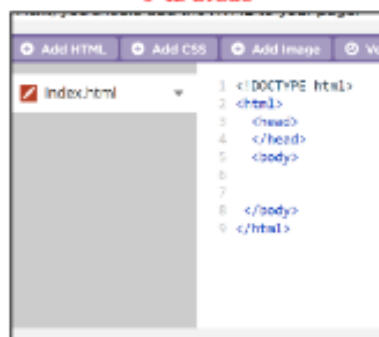 Add HTML Add CSS Add Image
index.html
1 <!DOCTYPE html>
2 <html>
3 <head>
4 </head>
5 <body>
6
7
8 </body>
9 </html>